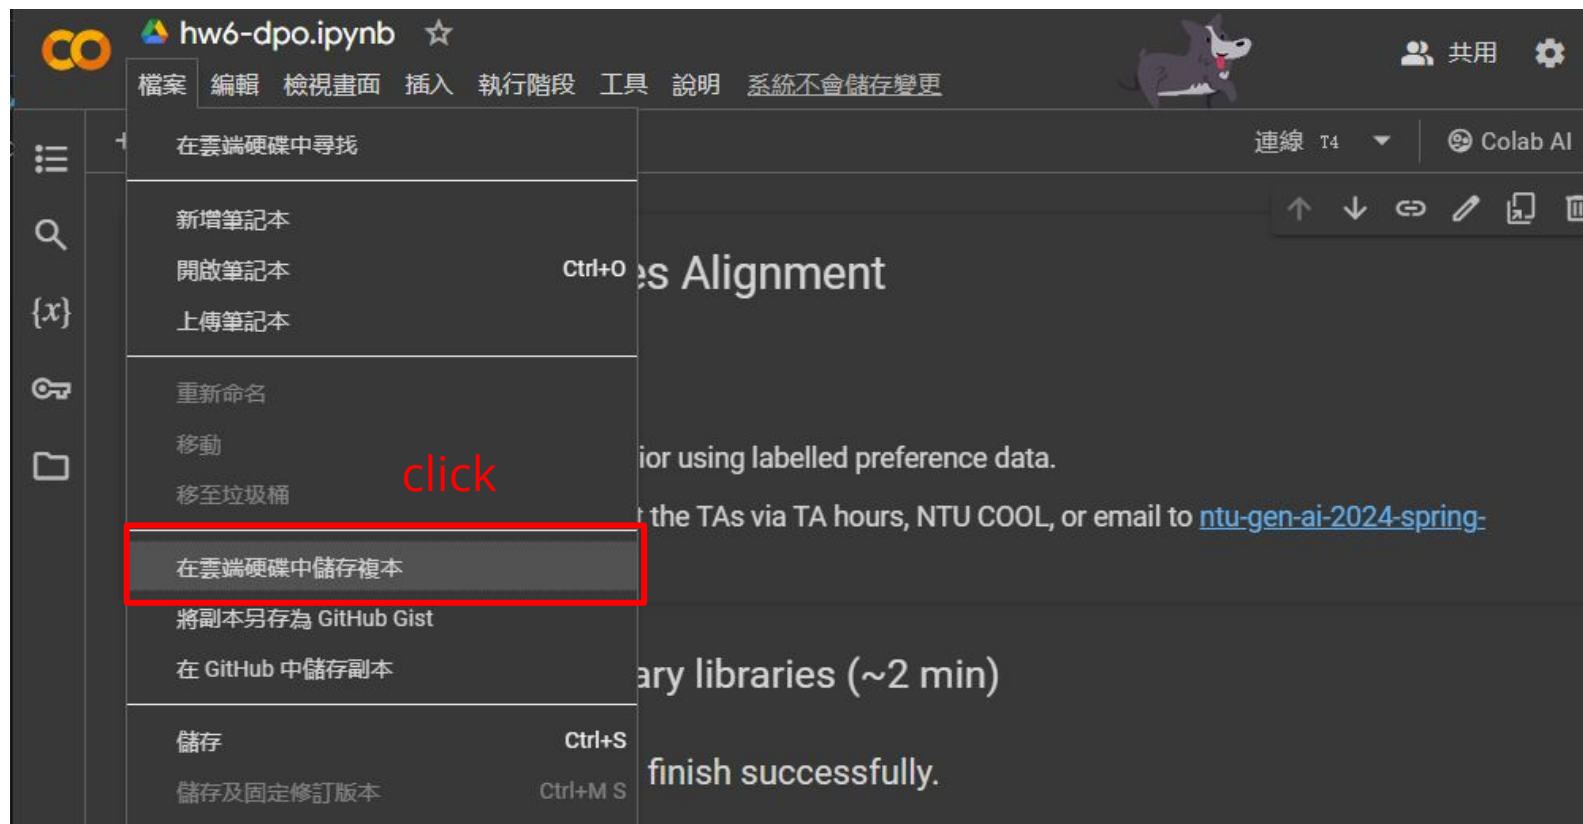 hw6-dpo.ipynb
檔案 編輯 檢視畫面 插入 執行階段 工具 說明 系統不會儲存變更
共用
在雲端硬碟中尋找
連線 T4
Colab AI
新增筆記本
開啟筆記本 Ctrl+O
上傳筆記本
es Alignment
重新命名
移動
移至垃圾桶
click
ior using labelled preference data.
t the TAs via TA hours, NTU COOL, or email to ntu-gen-ai-2024-spring-
在雲端硬碟中儲存複本
將副本另存為 GitHub Gist
在 GitHub 中儲存副本
ary libraries (~2 min)
儲存 Ctrl+S
finish successfully.
儲存及固定修訂版本 Ctrl+M S
{x}